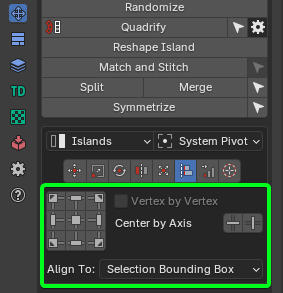 Randomize
Quadrify
Reshape Island
Match and Stitch
Split Merge
Symmetrize
Islands System Pivot
TD
Vertex by Vertex
Center by Axis
Align To: Selection Bounding Box